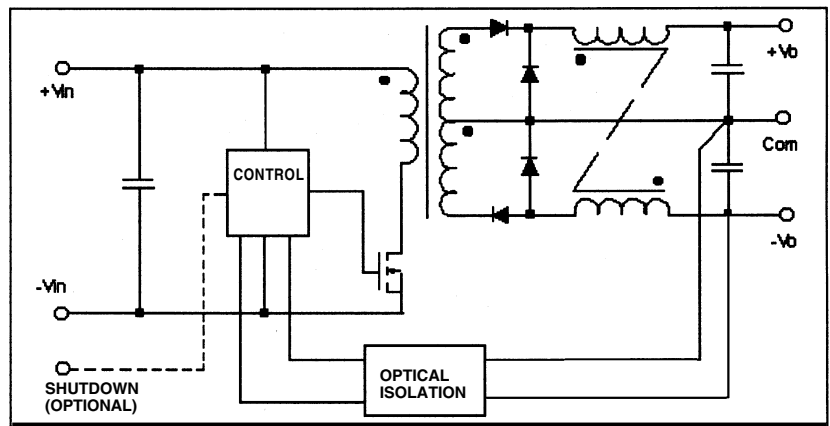 +Vin
+Vo
Com
CONTROL
-Vin
-Vo
SHUTDOWN
(OPTIONAL)
OPTICAL
ISOLATION